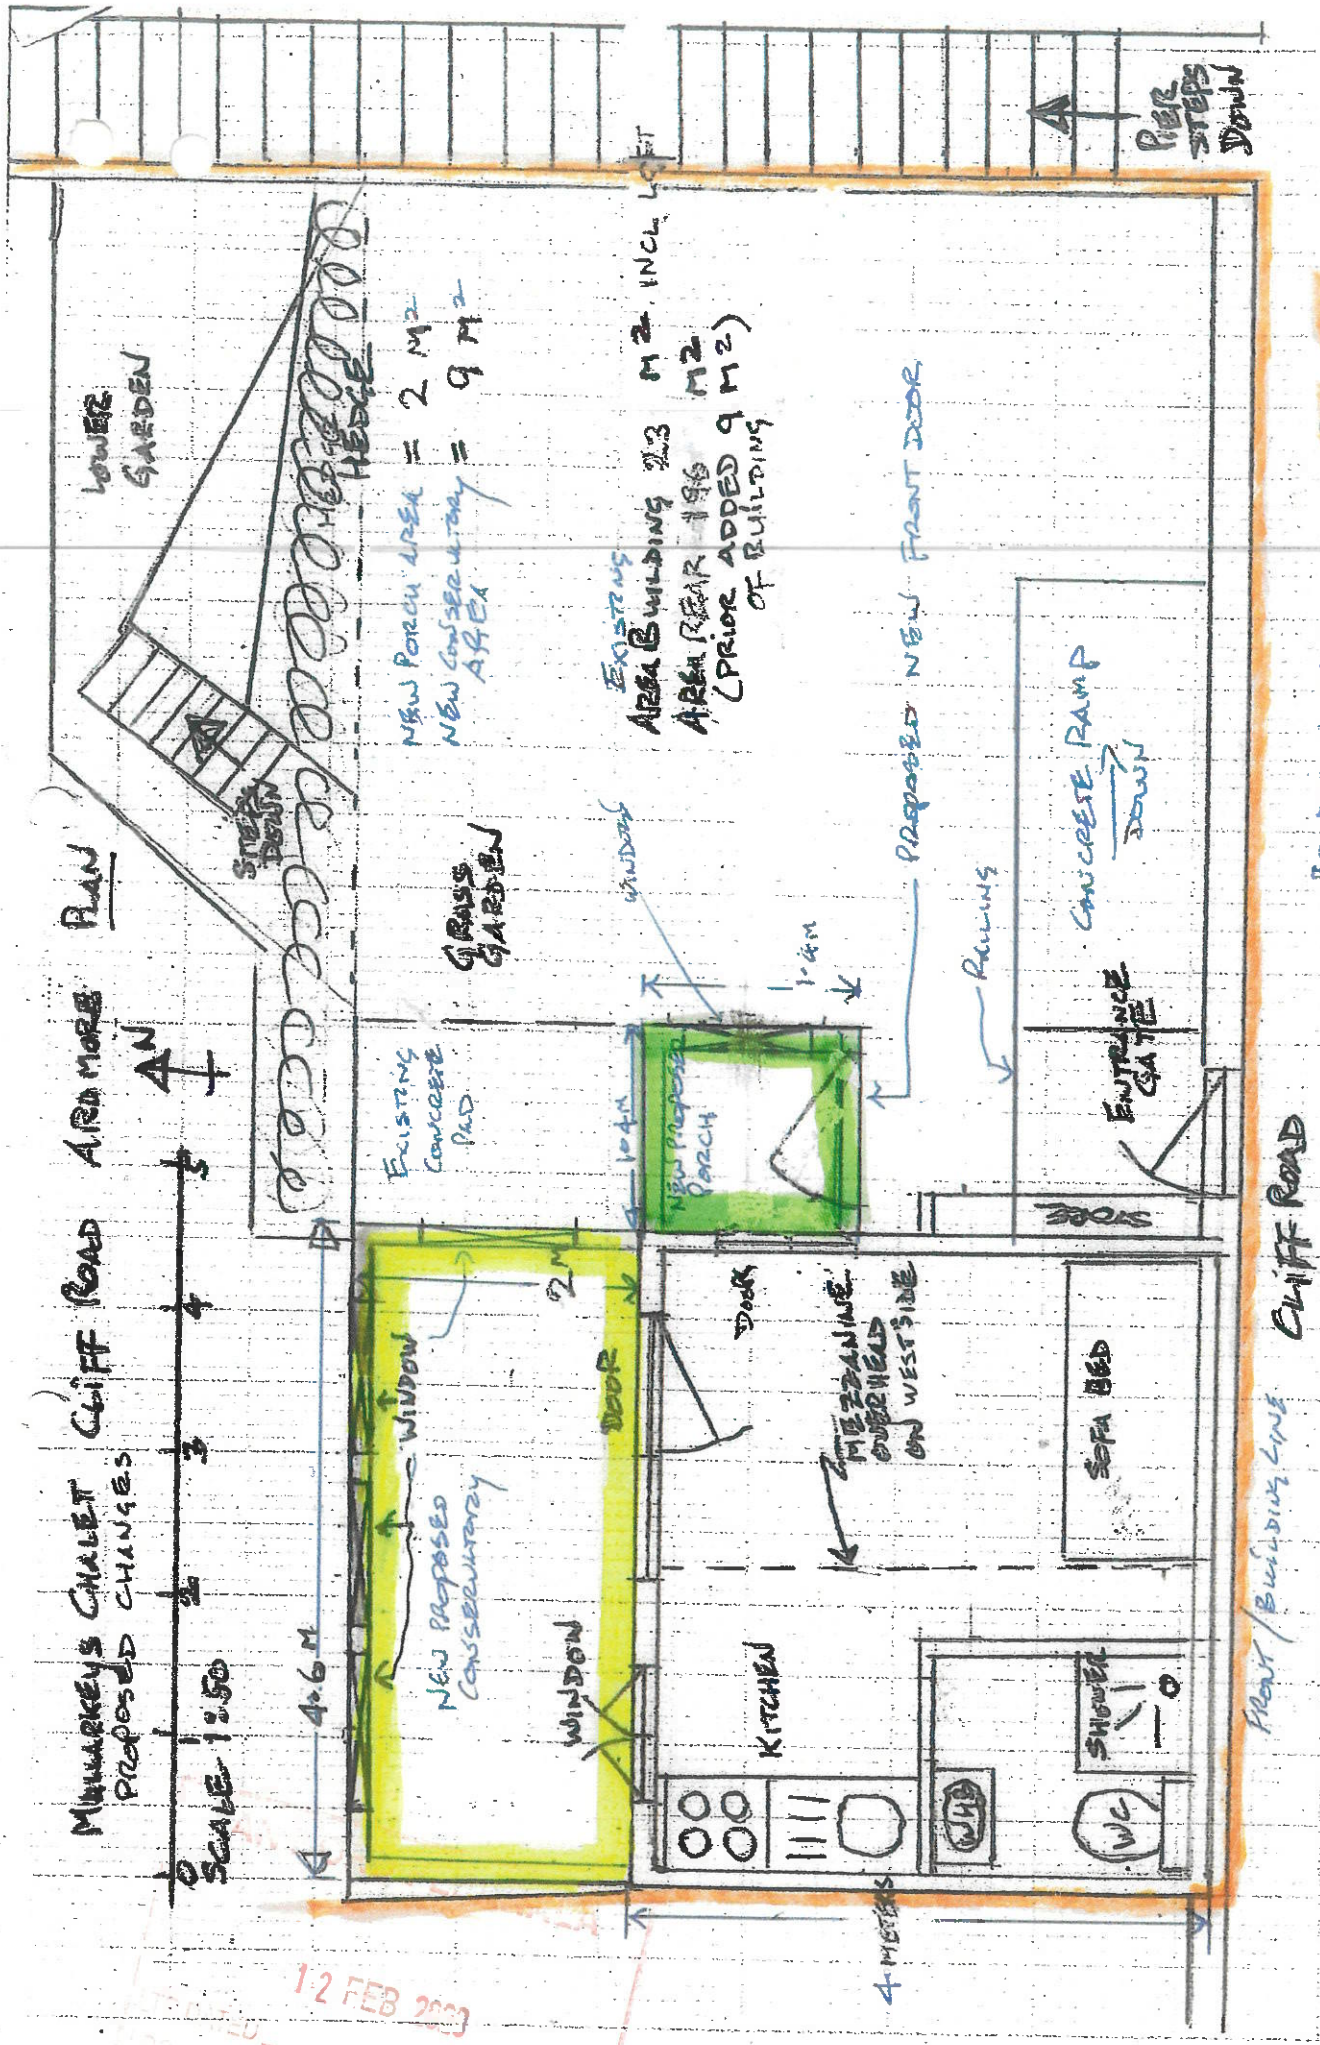 MULLARKEYS CHALET CLIFF ROAD ARDMORE PLAN
PROPOSED CHANGES
N
0 1 2 3 4 5
SCALE 1:50
LOWER
GARDEN
STEPS
DOWN
HEDGE
4.6 M
NEW PROPOSED
CONSERVATORY
WINDOW
2 M
WINDOW
DOOR
EXISTING
CONCRETE
PAD
GRASS
GARDEN
NEW PORCH AREA = 2 M2
NEW CONSERVATORY = 9 M2
AREA
EXISTING
AREA BUILDING 23 M2 INCL LOFT
AREA REAR 196 M2
(PRIOR ADDED 9 M2)
OF BUILDING
WINDOW
1.4M
NEW PROPOSED
PORCH
1.4M
PROPOSED NEW FRONT DOOR
RAILING
CONCRETE RAMP
DOWN
ENTRANCE
GATE
STORE
DOOR
MEZZANINE
OVERHEAD
ON WEST SIDE
KITCHEN
SOFA BED
SHOWER
WHB
WC
4 METERS
PIER
STEPS
DOWN
FRONT / BUILDING LINE
CLIFF ROAD
12 FEB